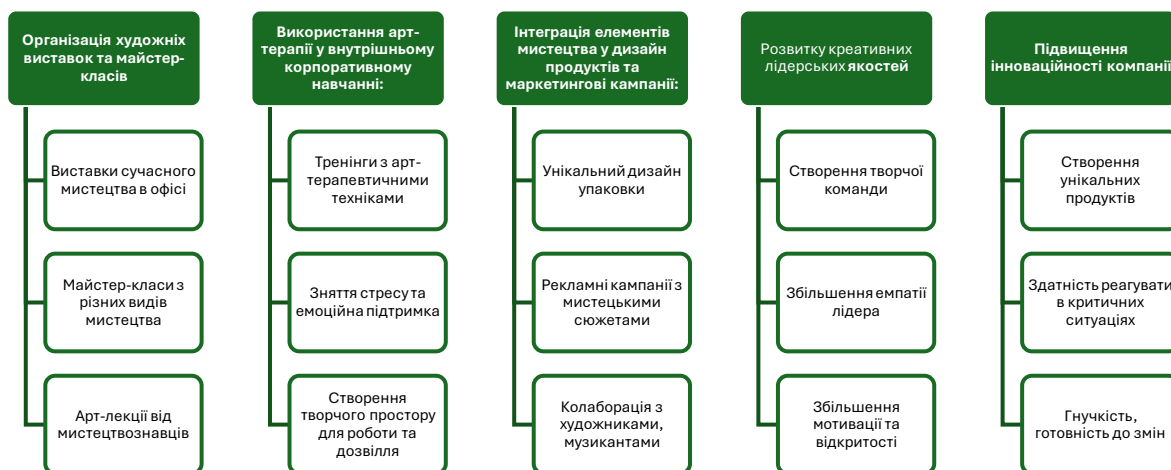 Організація художніх
виставок та майстер-
класів
Виставки сучасного
мистецтва в офісі
Майстер-класи з
різних видів
мистецтва
Арт-лекції від
мистецтвознавців
Використання арт-
терапії у внутрішньому
корпоративному
навчанні:
Тренінги з арт-
терапевтичними
техніками
Зняття стресу та
емоційна підтримка
Створення
творчого простору
для роботи та
дозвілля
Інтеграція елементів
мистецтва у дизайн
продуктів та
маркетингові кампанії:
Унікальний дизайн
упаковки
Рекламні кампанії з
мистецькими
сюжетами
Колаборація з
художниками,
музикантами
Розвитку креативних
лідерських якостей
Створення творчої
команди
Збільшення емпатії
лідера
Збільшення
мотивації та
відкритості
Підвищення
інноваційності компанії
Створення
унікальних
продуктів
Здатність реагувати
в критичних
ситуаціях
Гнучкість,
готовність до змін